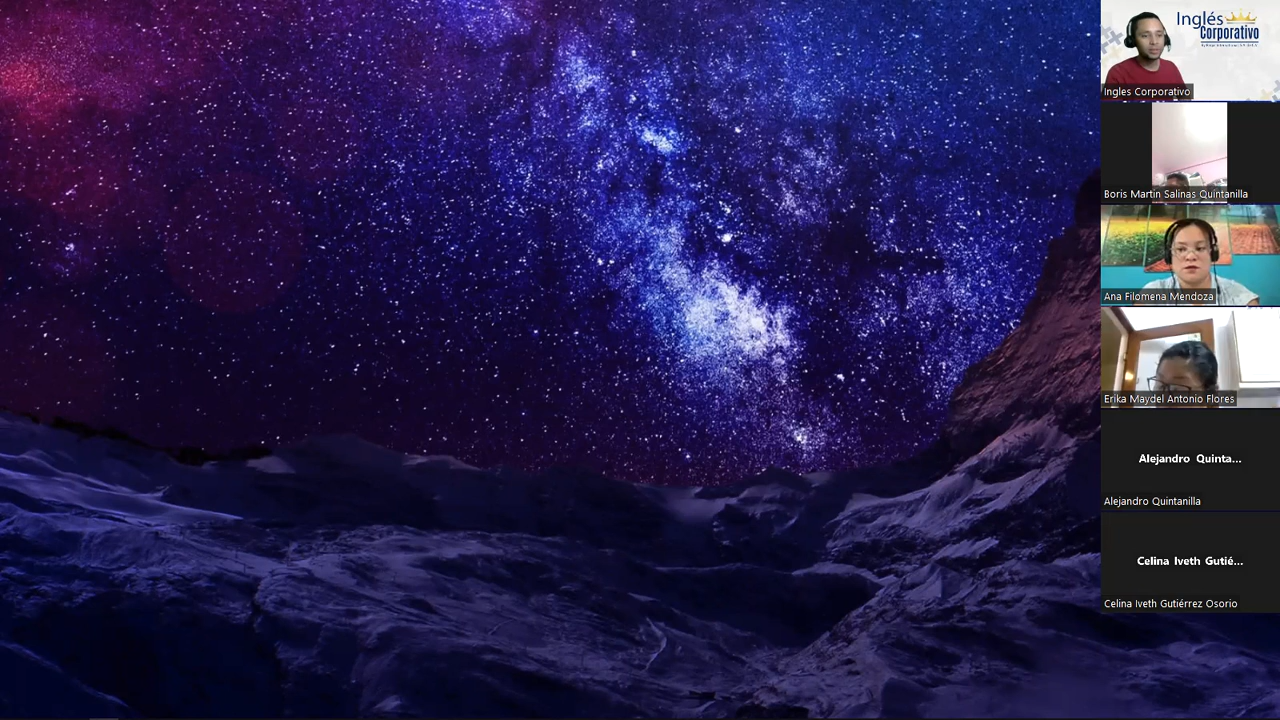 Inglés
Corporativo
Ingles Corporativo
Boris Martin Salinas Quintanilla
Ana Filomena Mendoza
Erika Maydel Antonio Flores
Alejandro Quinta...
Alejandro Quintanilla
Celina Iveth Gutié...
Celina Iveth Gutiérrez Osorio